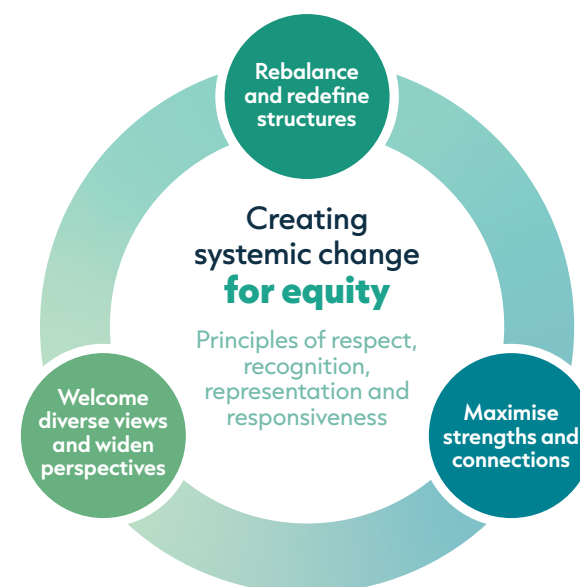 Rebalance
and redefine
structures
Creating
systemic change
for equity
Principles of respect,
recognition,
representation and
responsiveness
Welcome
diverse views
and widen
perspectives
Maximise
strengths and
connections